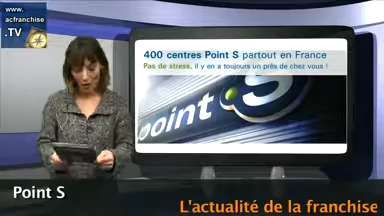 www.
acfranchise
.TV
400 centres Point S partout en France
Pas de stress, il y en a toujours un près de chez vous !
point S
Point S
L'actualité de la franchise